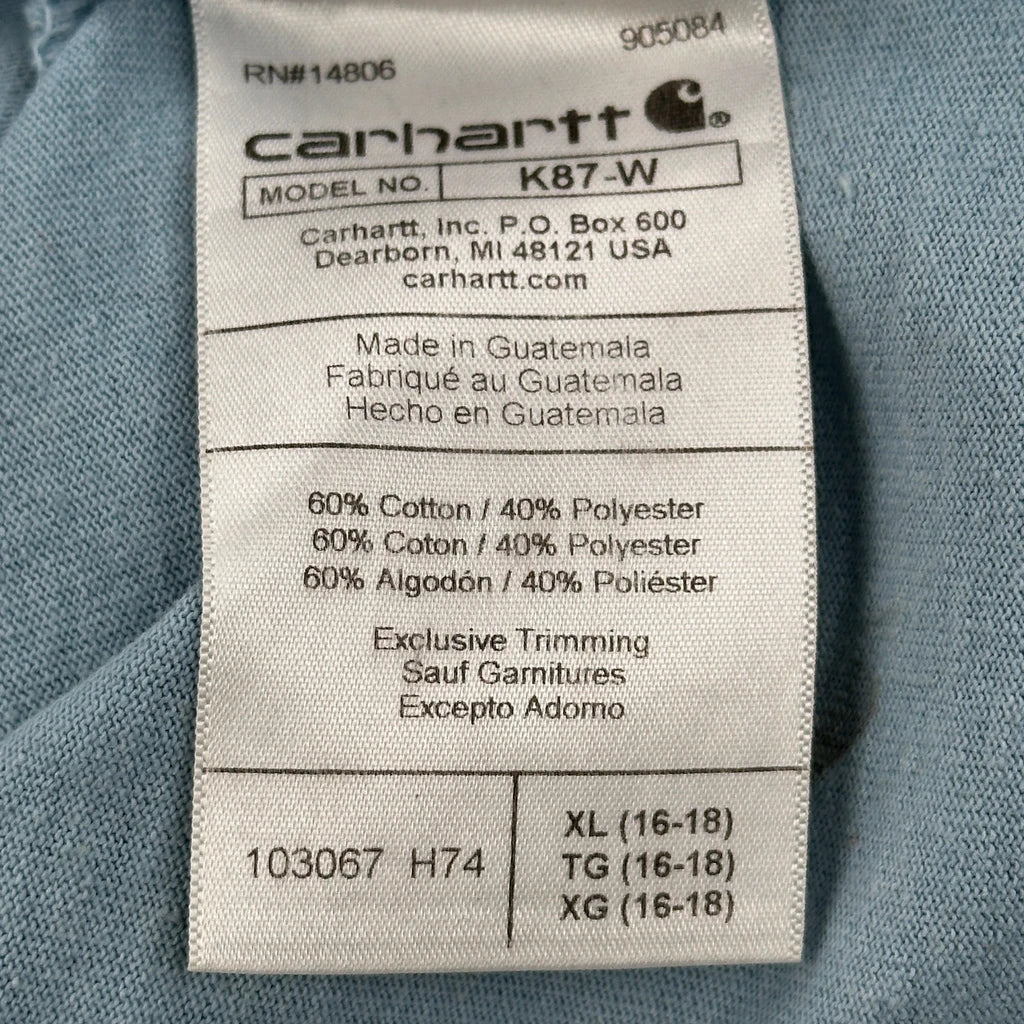 905084
RN#14806
carhartt ®
MODEL NO. K87-W
Carhartt, Inc. P.O. Box 600
Dearborn, MI 48121 USA
carhartt.com
Made in Guatemala
Fabriqué au Guatemala
Hecho en Guatemala
60% Cotton / 40% Polyester
60% Coton / 40% Polyester
60% Algodón / 40% Poliéster
Exclusive Trimming
Sauf Garnitures
Excepto Adorno
103067 H74
XL (16-18)
TG (16-18)
XG (16-18)